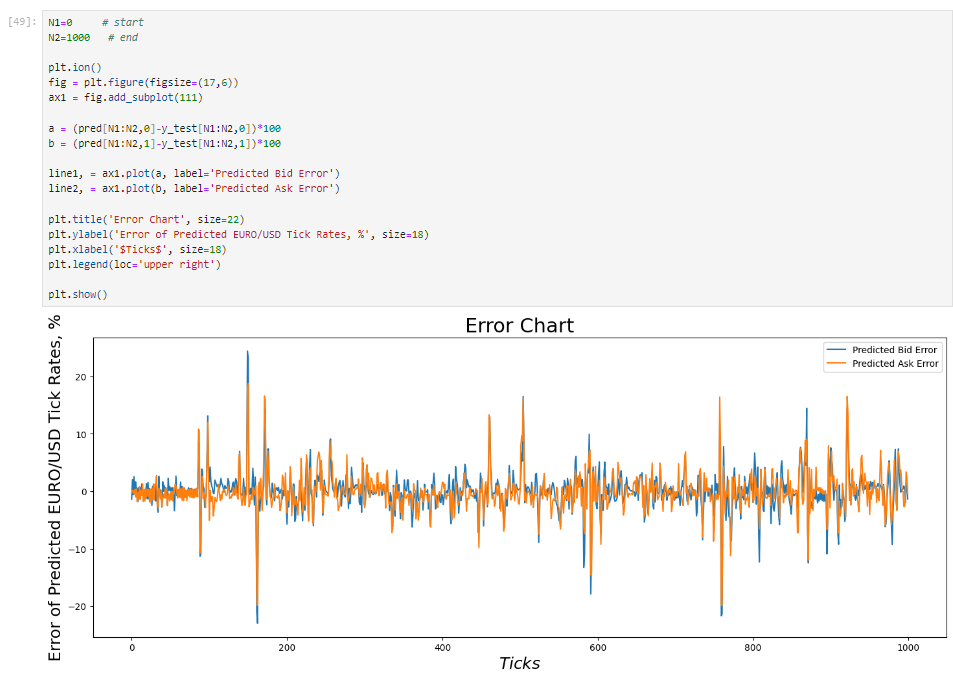 [49]:
N1=0     # start
N2=1000   # end
plt.ion()
fig = plt.figure(figsize=(17,6))
ax1 = fig.add_subplot(111)
a = (pred[N1:N2,0]-y_test[N1:N2,0])*100
b = (pred[N1:N2,1]-y_test[N1:N2,1])*100
line1, = ax1.plot(a, label='Predicted Bid Error')
line2, = ax1.plot(b, label='Predicted Ask Error')
plt.title('Error Chart', size=22)
plt.ylabel('Error of Predicted EURO/USD Tick Rates, %', size=18)
plt.xlabel('$Ticks$', size=18)
plt.legend(loc='upper right')
plt.show()
Error Chart
Error of Predicted EURO/USD Tick Rates, %
Predicted Bid Error
Predicted Ask Error
20
10
0
−10
−20
0 200 400 600 800 1000
Ticks